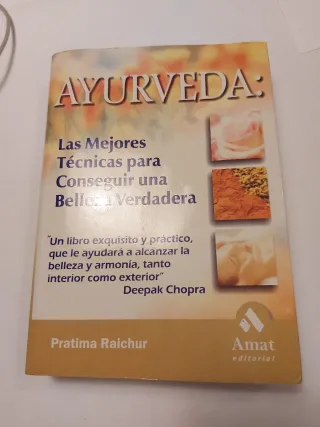 AYURVEDA:
Las Mejores
Técnicas para
Conseguir una
Belleza Verdadera
"Un libro exquisito y práctico,
que le ayudará a alcanzar la
belleza y armonia, tanto
interior como exterior"
Deepak Chopra
Pratima Raichur
Amat
editorial